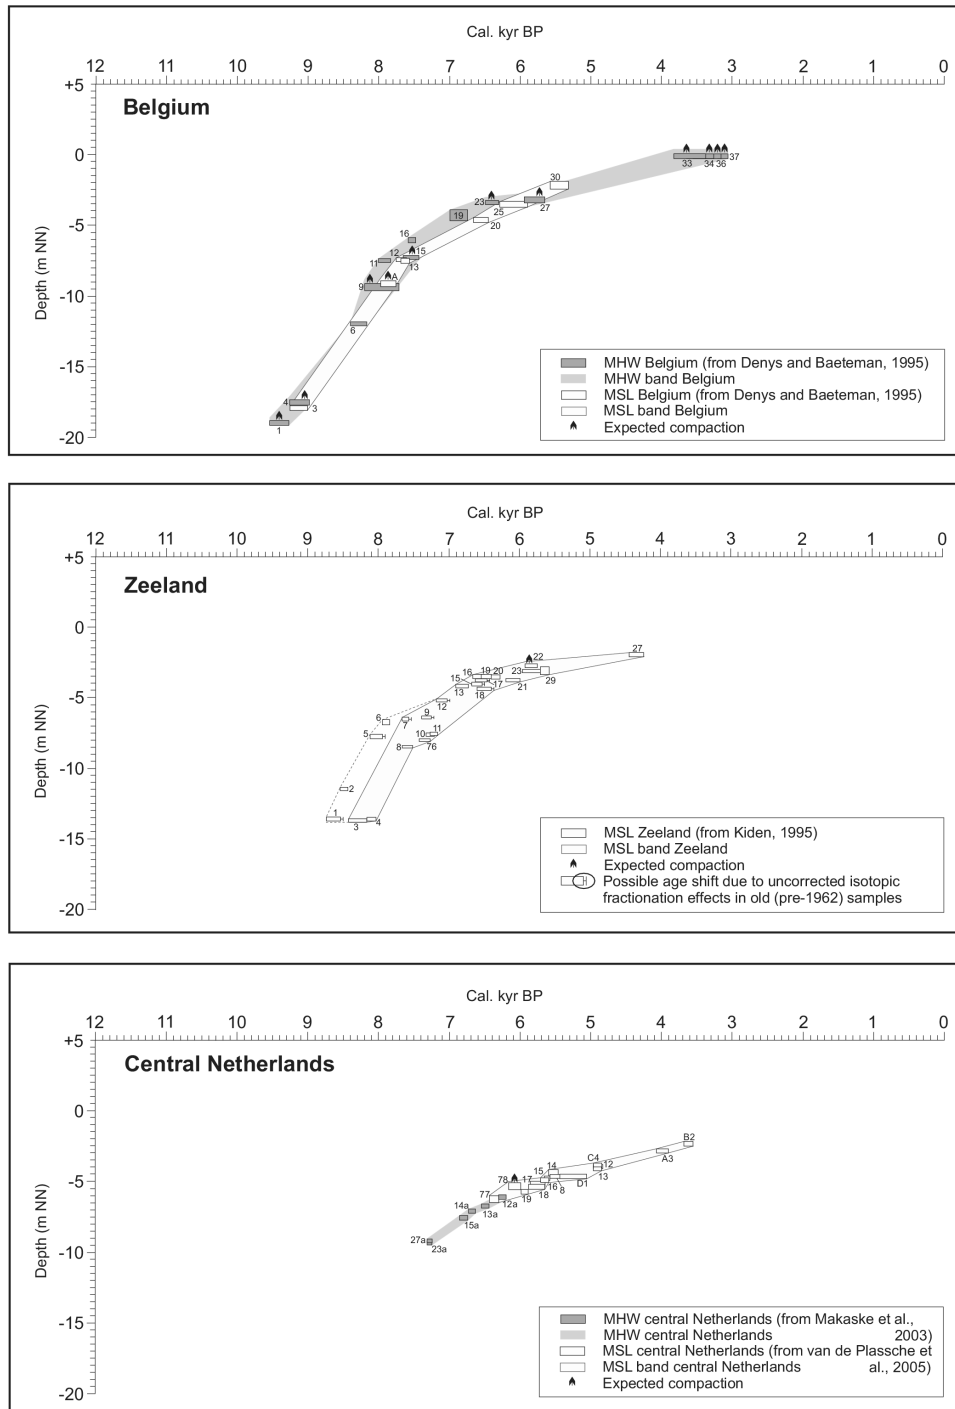 Cal. kyr BP
12 11 10 9 8 7 6 5 4 3 2 1 0
+5
Belgium
0
-5
-10
-15
-20
Depth (m NN)
33 34 36 37
30
23
27
25
19
20
16
15
12
13
11
A
9
6
4
3
1
MHW Belgium (from Denys and Baeteman, 1995)
MHW band Belgium
MSL Belgium (from Denys and Baeteman, 1995)
MSL band Belgium
Expected compaction
Cal. kyr BP
12 11 10 9 8 7 6 5 4 3 2 1 0
+5
Zeeland
0
-5
-10
-15
-20
Depth (m NN)
27
22
16 19 20
23
29
15
13
17
21
18
12
9
6
7
5
10 11
8
76
2
1
3
4
MSL Zeeland (from Kiden, 1995)
MSL band Zeeland
Expected compaction
Possible age shift due to uncorrected isotopic
fractionation effects in old (pre-1962) samples
Cal. kyr BP
12 11 10 9 8 7 6 5 4 3 2 1 0
+5
Central Netherlands
0
-5
-10
-15
-20
Depth (m NN)
B2
A3
C4
12
13
14
15
17
78
16
8
D1
18
19
77
12a
14a
13a
15a
27a
23a
MHW central Netherlands (from Makaske et al.,
MHW central Netherlands 2003)
MSL central Netherlands (from van de Plassche et
MSL band central Netherlands al., 2005)
Expected compaction